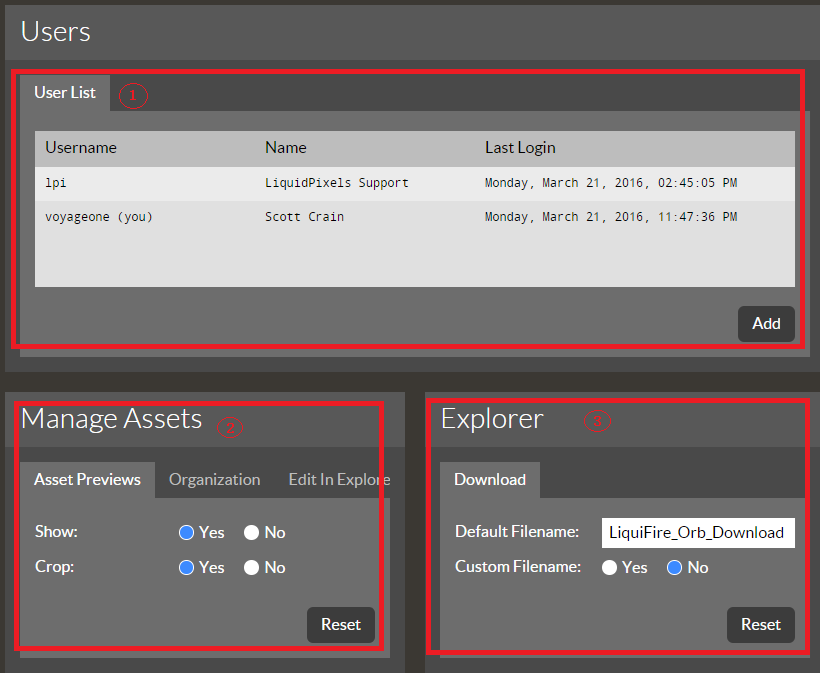 Users
User List 1
Username Name Last Login
lpi LiquidPixels Support Monday, March 21, 2016, 02:45:05 PM
voyageone (you) Scott Crain Monday, March 21, 2016, 11:47:36 PM
Add
Manage Assets 2
Asset Previews Organization Edit In Explore
Show: Yes No
Crop: Yes No
Reset
Explorer 3
Download
Default Filename: LiquiFire_Orb_Download
Custom Filename: Yes No
Reset